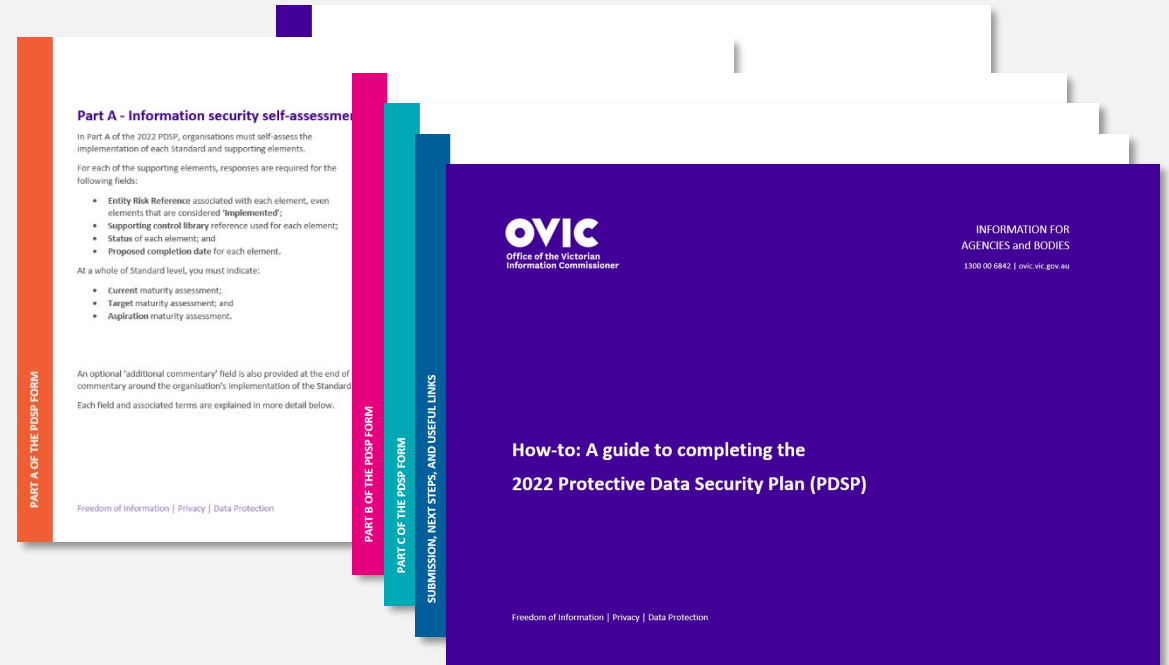 PART A OF THE PDSP FORM
Part A - Information security self-assessme
In Part A of the 2022 PDSP, organisations must self-assess the
implementation of each Standard and supporting elements.
For each of the supporting elements, responses are required for the
following fields:
• Entity Risk Reference associated with each element, even
elements that are considered ‘Implemented’;
• Supporting control library reference used for each element;
• Status of each element; and
• Proposed completion date for each element.
At a whole of Standard level, you must indicate:
• Current maturity assessment;
• Target maturity assessment; and
• Aspiration maturity assessment.
An optional ‘additional commentary’ field is also provided at the end of
commentary around the organisation’s implementation of the Standard
Each field and associated terms are explained in more detail below.
Freedom of Information | Privacy | Data Protection
PART B OF THE PDSP FORM
PART C OF THE PDSP FORM
SUBMISSION, NEXT STEPS, AND USEFUL LINKS
OVIC
Office of the Victorian
Information Commissioner
INFORMATION FOR
AGENCIES and BODIES
1300 00 6842 | ovic.vic.gov.au
How-to: A guide to completing the
2022 Protective Data Security Plan (PDSP)
Freedom of Information | Privacy | Data Protection